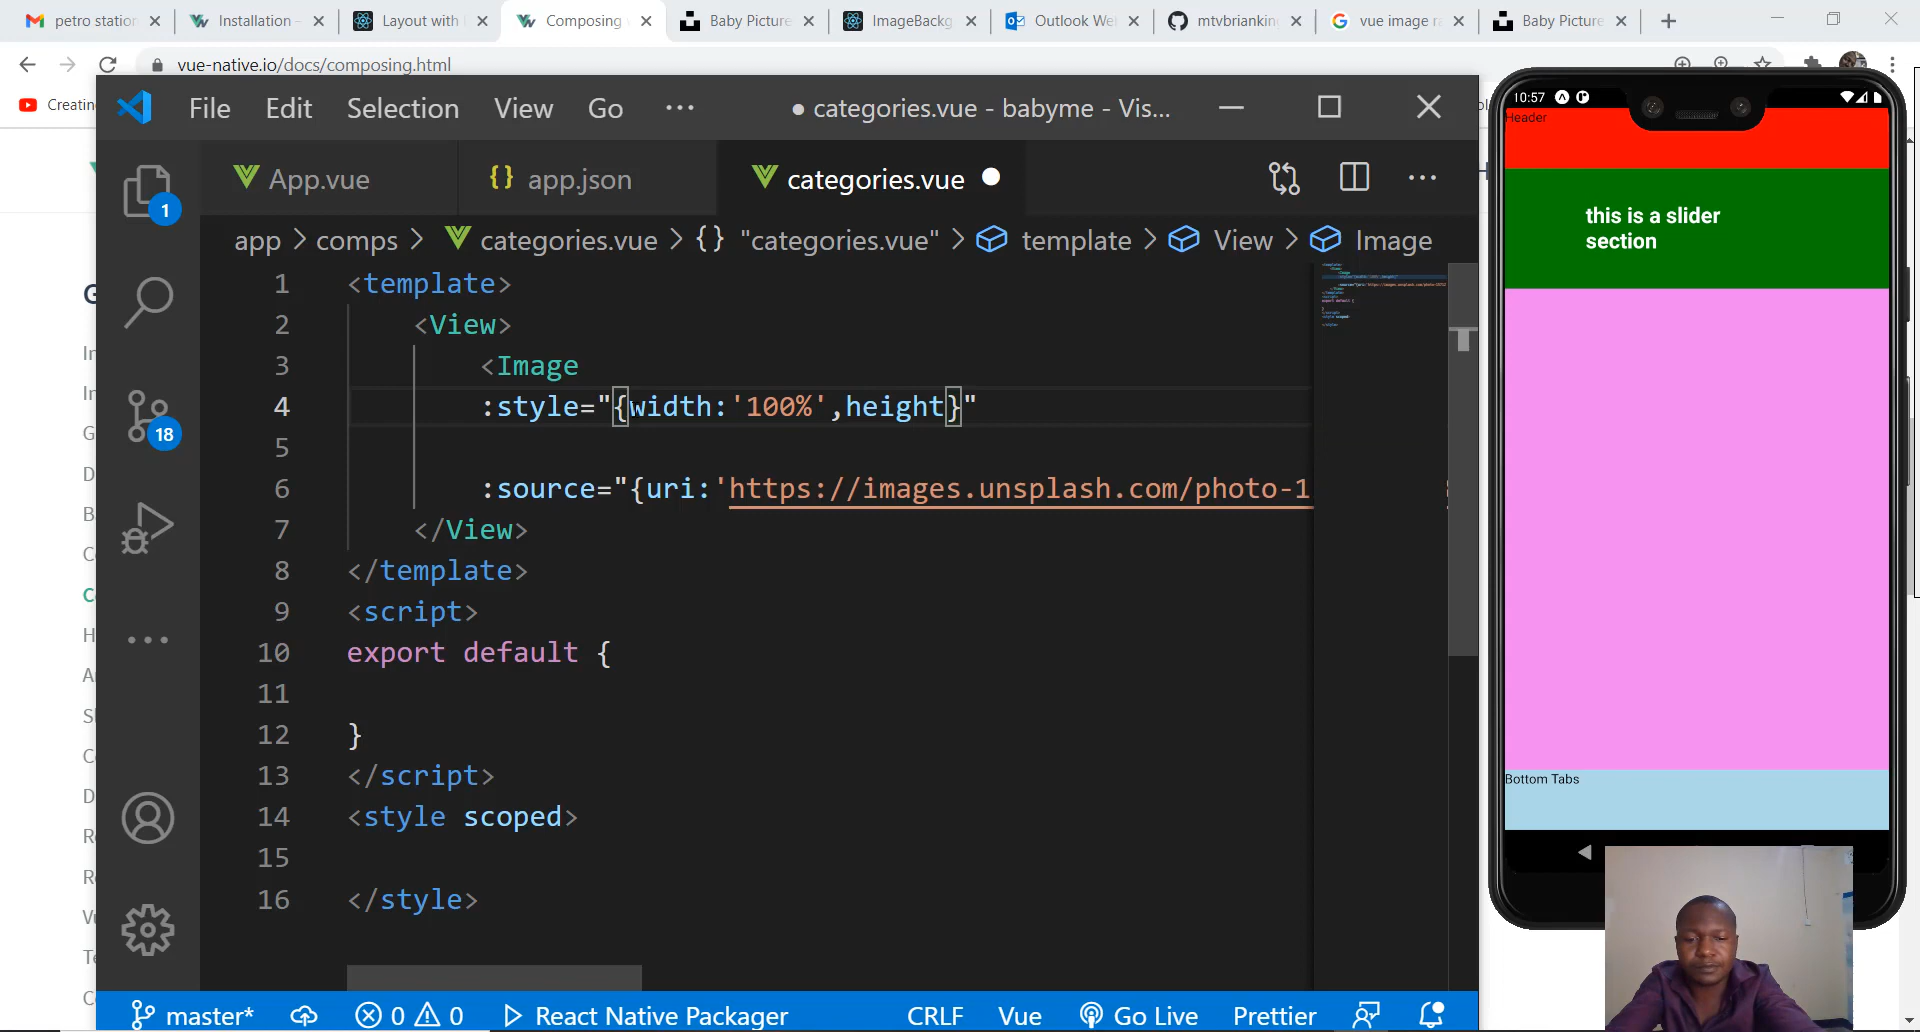 petro station
Installation
Layout with
Composing
Baby Picture
ImageBackg
Outlook We
mtvbriankin
vue image ra
Baby Picture
vue-native.io/docs/composing.html
Creatin
File Edit Selection View Go ···
● categories.vue - babyme - Vis...
App.vue
{} app.json
categories.vue
app > comps > categories.vue > {} "categories.vue" > template > View > Image
1 <template>
2 <View>
3 <Image
4 :style="{width:'100%',height}"
5
6 :source="{uri:'https://images.unsplash.com/photo-1
7 </View>
8 </template>
9 <script>
10 export default {
11
12 }
13 </script>
14 <style scoped>
15
16 </style>
1
18
master* 0 0 React Native Packager CRLF Vue Go Live Prettier
10:57
Header
this is a slider
section
Bottom Tabs